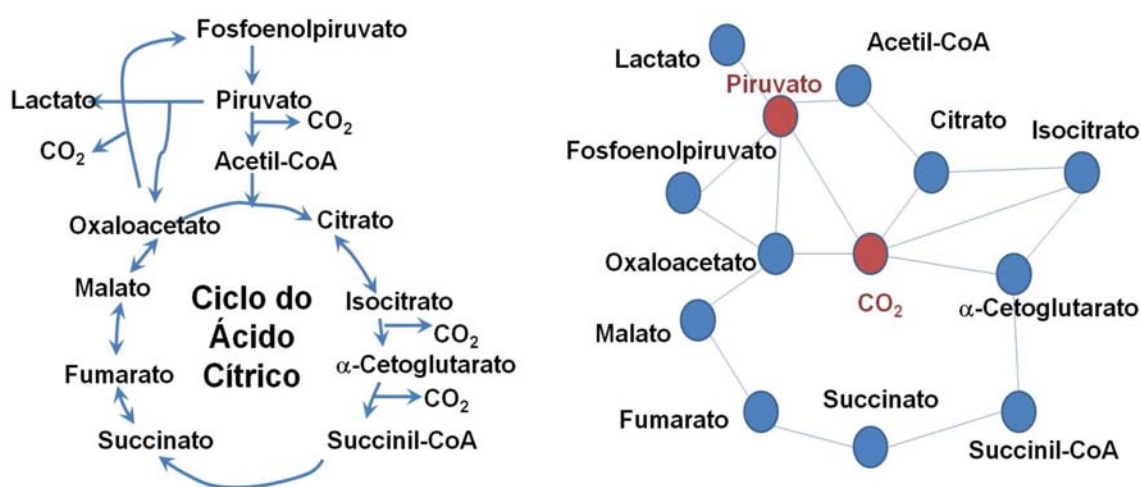 Fosfoenolpiruvato
Lactato
Piruvato
CO₂
CO₂
Acetil-CoA
Oxaloacetato
Citrato
Malato
Ciclo do
Ácido
Cítrico
Isocitrato
CO₂
Fumarato
α-Cetoglutarato
CO₂
Succinato
Succinil-CoA
Lactato
Acetil-CoA
Piruvato
Citrato
Isocitrato
Fosfoenolpiruvato
Oxaloacetato
CO₂
α-Cetoglutarato
Malato
Fumarato
Succinato
Succinil-CoA